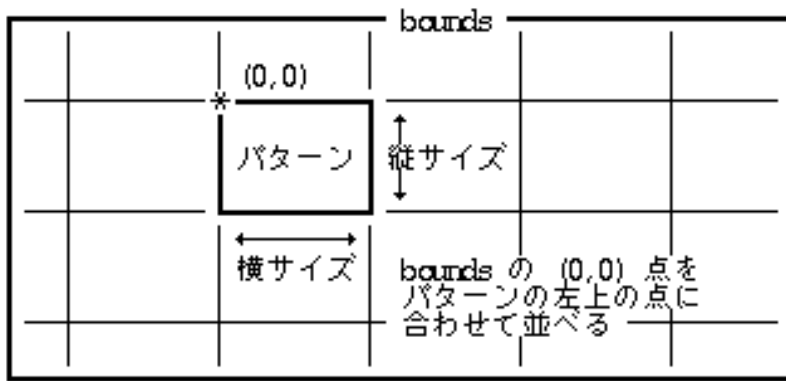 bounds
(0,0)
パターン
縦サイズ
横サイズ
bounds の (0,0) 点を
パターンの左上の点に
合わせて並べる